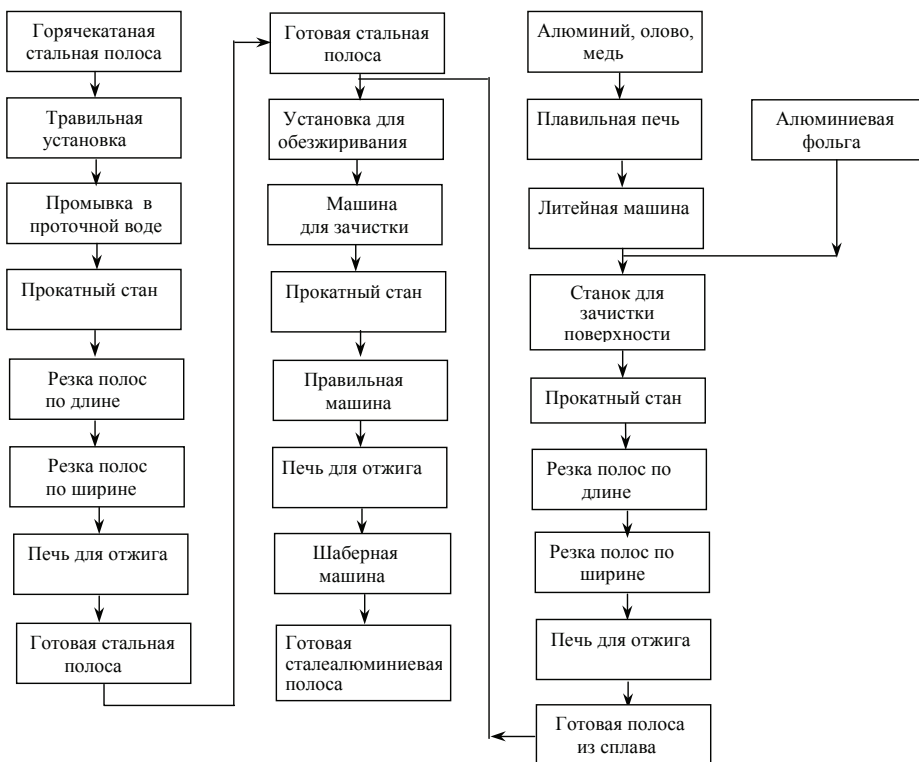 Горячекатаная
стальная полоса
Травильная
установка
Промывка в
проточной воде
Прокатный стан
Резка полос
по длине
Резка полос
по ширине
Печь для отжига
Готовая стальная
полоса
Готовая стальная
полоса
Установка для
обезжиривания
Машина
для зачистки
Прокатный стан
Правильная
машина
Печь для отжига
Шаберная
машина
Готовая
сталеалюминиевая
полоса
Алюминий, олово,
медь
Плавильная печь
Литейная машина
Алюминиевая
фольга
Станок для
зачистки
поверхности
Прокатный стан
Резка полос по
длине
Резка полос по
ширине
Печь для отжига
Готовая полоса
из сплава